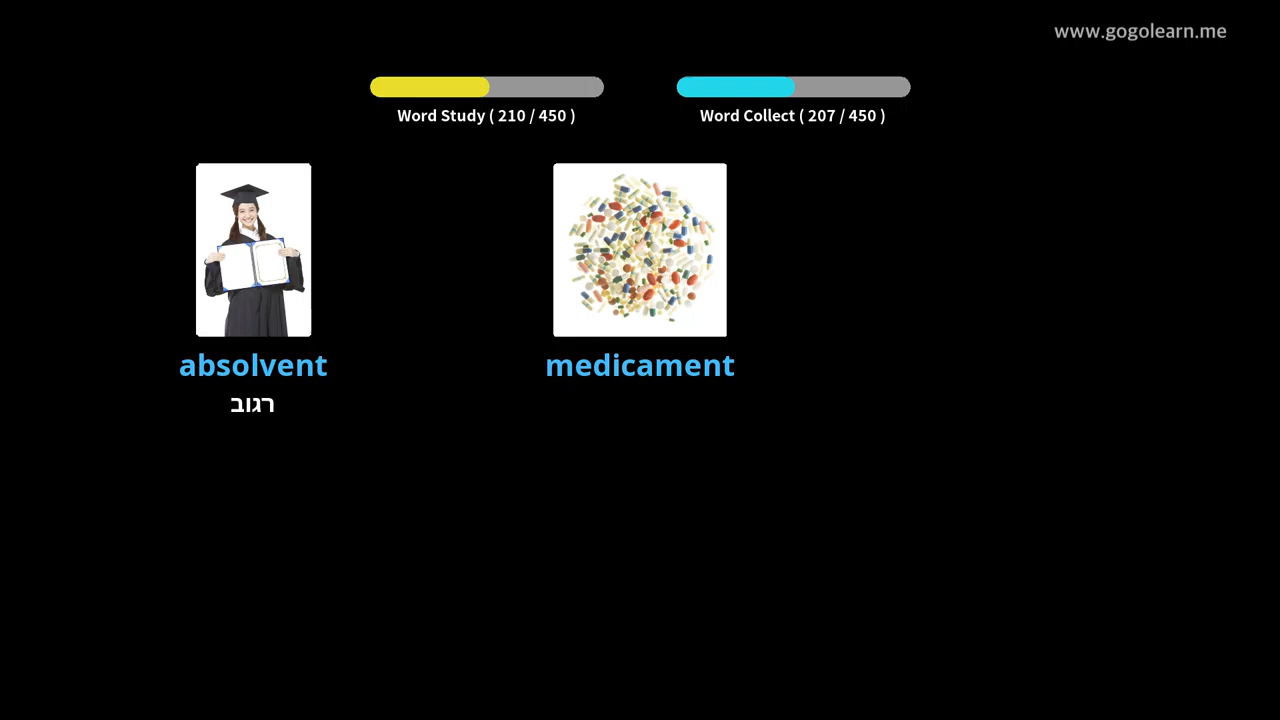 www.gogolearn.me
Word Study ( 210 / 450 )
Word Collect ( 207 / 450 )
absolvent
medicament
רגוב